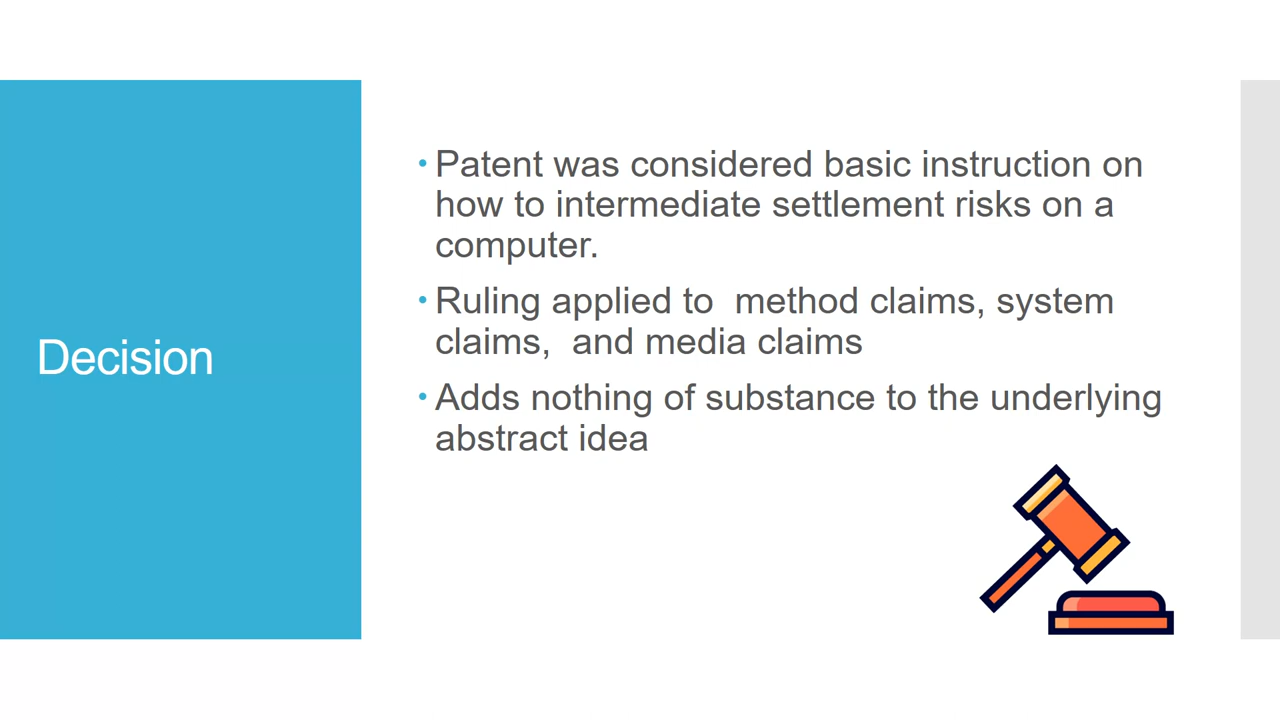 Decision
• Patent was considered basic instruction on
how to intermediate settlement risks on a
computer.
• Ruling applied to  method claims, system
claims,  and media claims
• Adds nothing of substance to the underlying
abstract idea